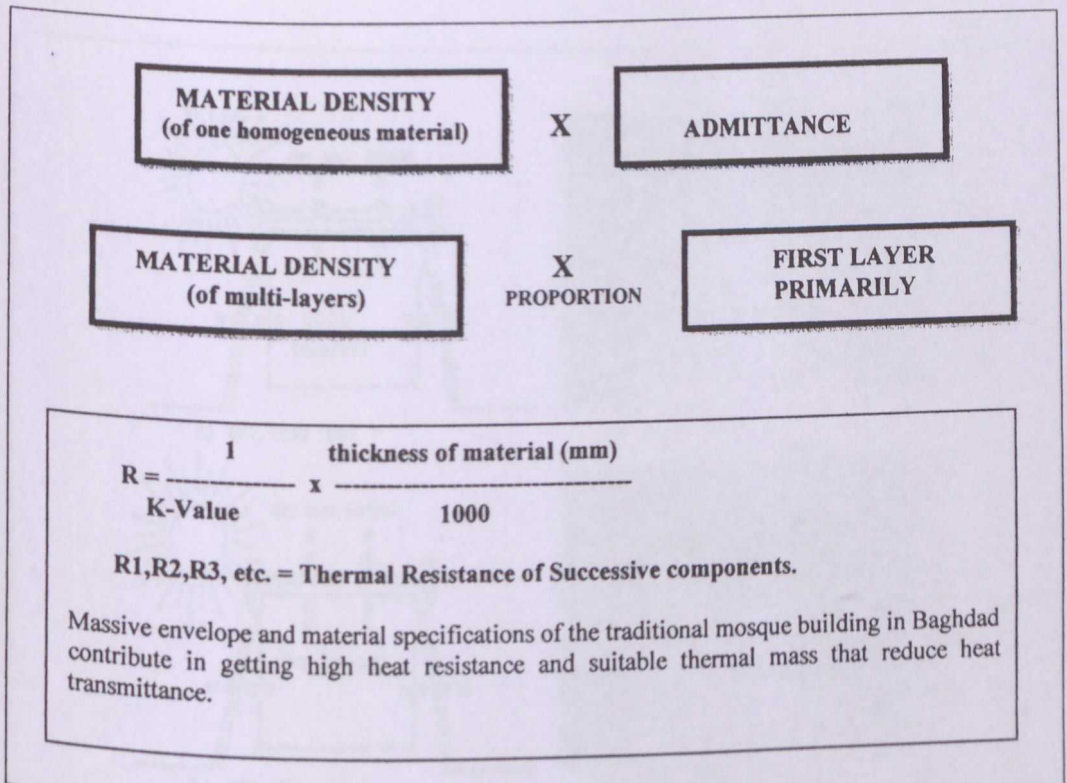 MATERIAL DENSITY
(of one homogeneous material)
X
ADMITTANCE
MATERIAL DENSITY
(of multi-layers)
X
PROPORTION
FIRST LAYER
PRIMARILY
1 thickness of material (mm)
R = -------------- x --------------------------------
K-Value 1000
R1,R2,R3, etc. = Thermal Resistance of Successive components.
Massive envelope and material specifications of the traditional mosque building in Baghdad
contribute in getting high heat resistance and suitable thermal mass that reduce heat
transmittance.